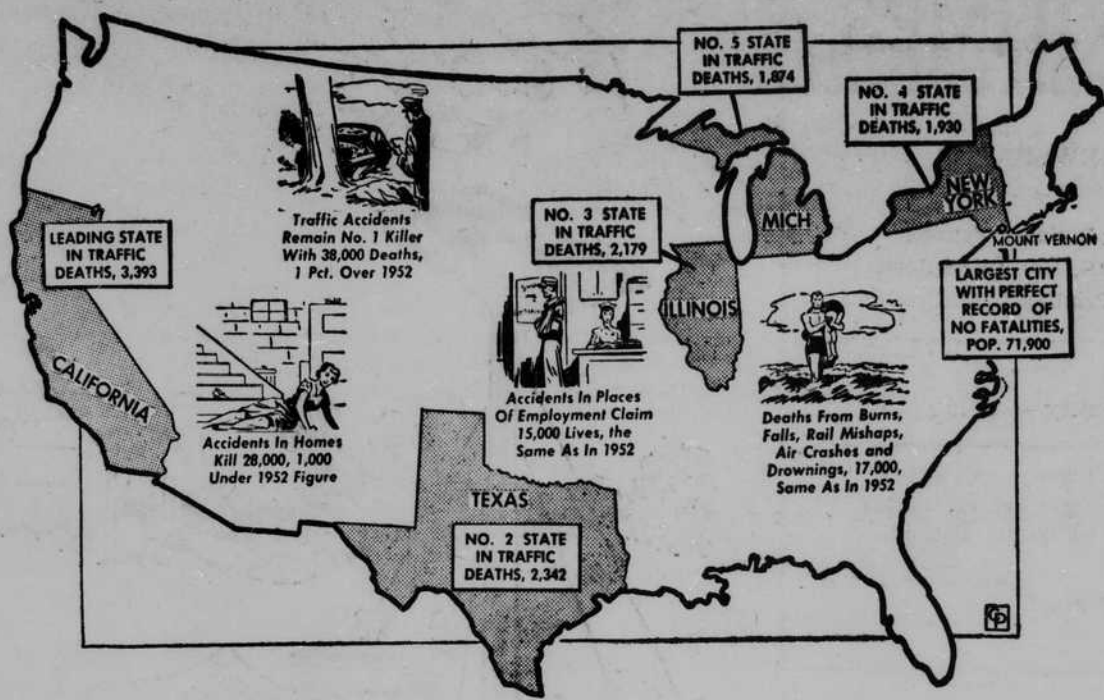 NO. 5 STATE
IN TRAFFIC
DEATHS, 1,874
NO. 4 STATE
IN TRAFFIC
DEATHS, 1,930
NEW
YORK
MICH
MOUNT VERNON
LARGEST CITY
WITH PERFECT
RECORD OF
NO FATALITIES,
POP. 71,900
Traffic Accidents
Remain No. 1 Killer
With 38,000 Deaths,
1 Pct. Over 1952
LEADING STATE
IN TRAFFIC
DEATHS, 3,393
CALIFORNIA
NO. 3 STATE
IN TRAFFIC
DEATHS, 2,179
ILLINOIS
Accidents In Homes
Kill 28,000, 1,000
Under 1952 Figure
Accidents In Places
Of Employment Claim
15,000 Lives, the
Same As In 1952
Deaths From Burns,
Falls, Rail Mishaps,
Air Crashes and
Drownings, 17,000,
Same As In 1952
TEXAS
NO. 2 STATE
IN TRAFFIC
DEATHS, 2,342
CP